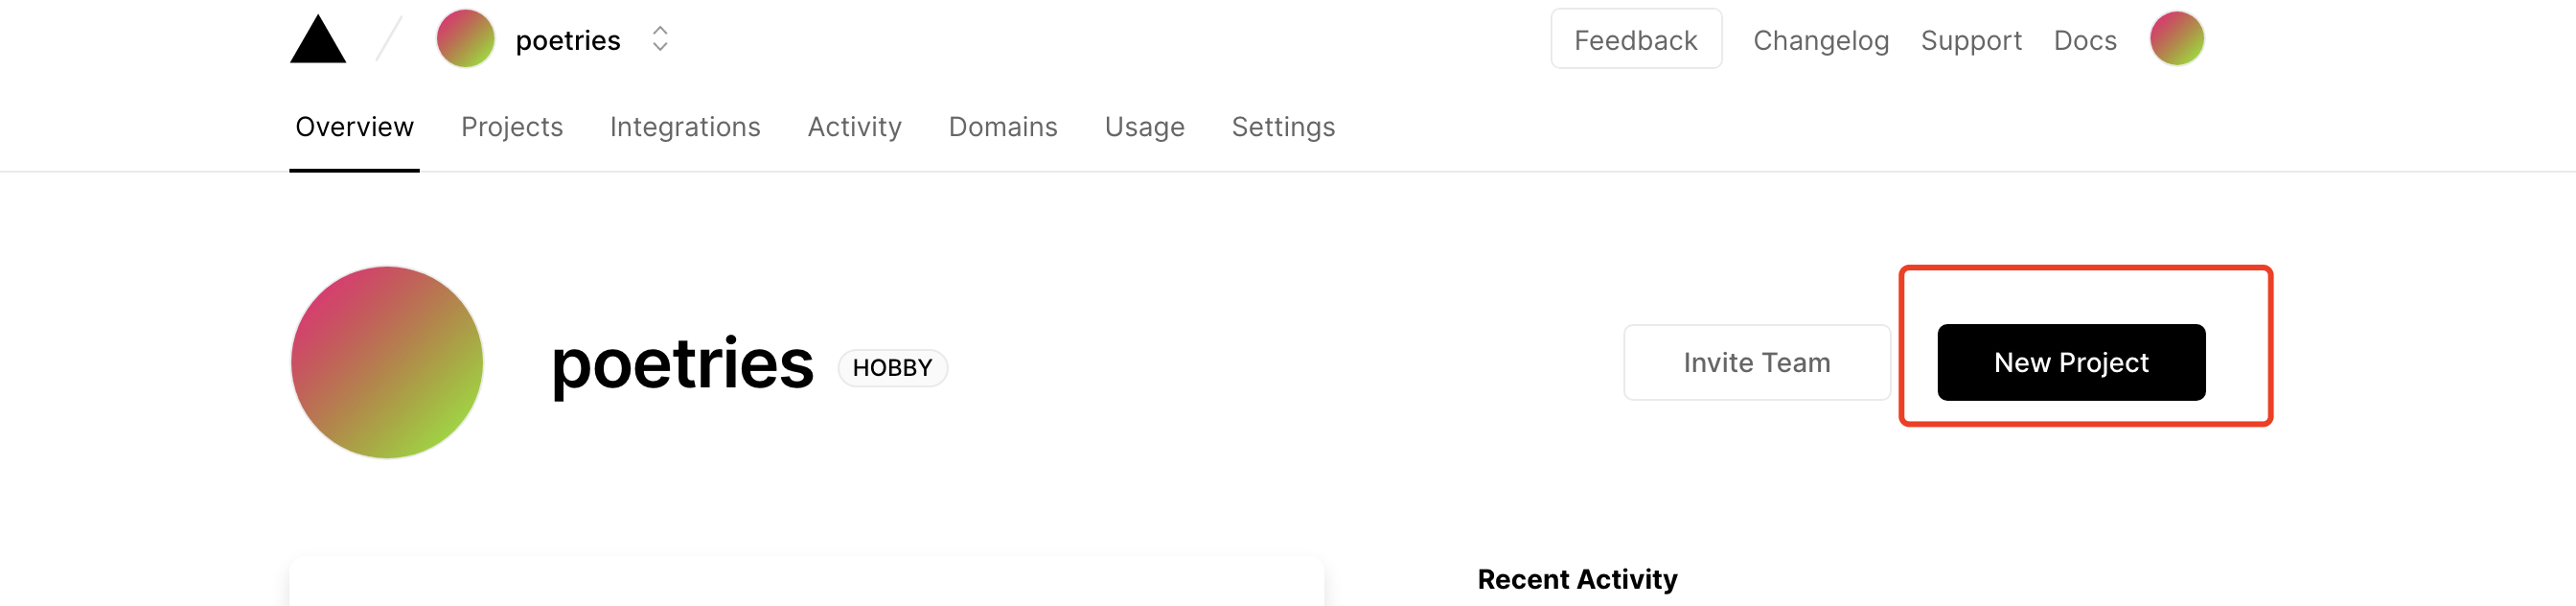 poetries Feedback Changelog Support Docs
Overview Projects Integrations Activity Domains Usage Settings
poetries HOBBY Invite Team New Project
Recent Activity